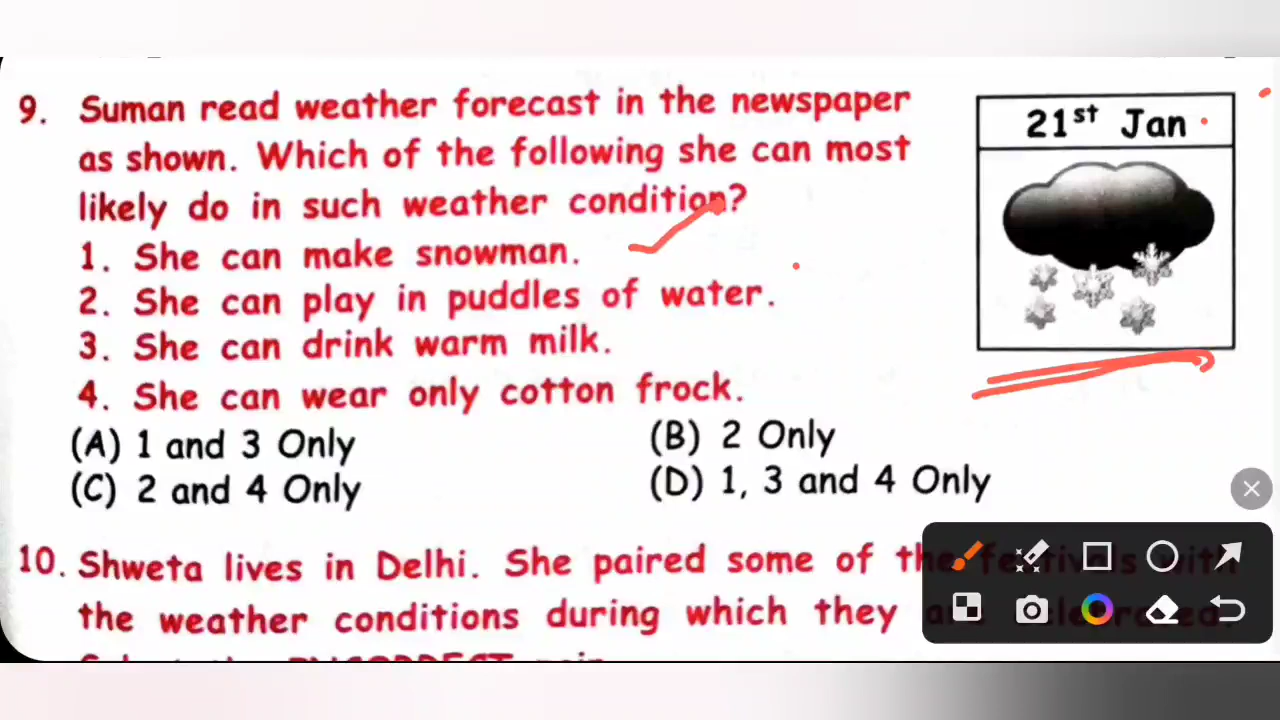 9. Suman read weather forecast in the newspaper
as shown. Which of the following she can most
likely do in such weather condition?
1. She can make snowman.
2. She can play in puddles of water.
3. She can drink warm milk.
4. She can wear only cotton frock.
(A) 1 and 3 Only
(B) 2 Only
(C) 2 and 4 Only
(D) 1, 3 and 4 Only
21st Jan
10. Shweta lives in Delhi. She paired some of the festivals with
the weather conditions during which they